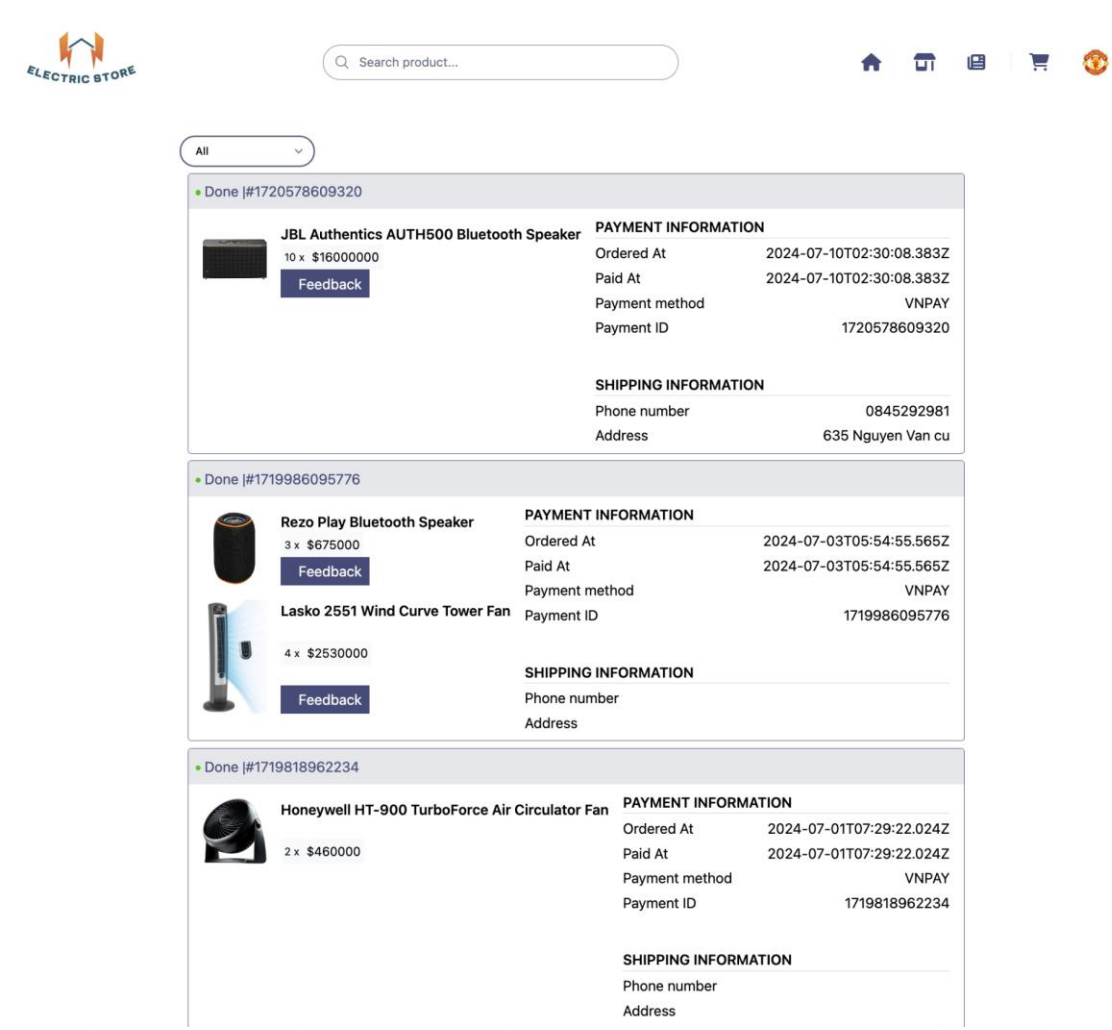 ELECTRIC STORE
Search product...
All
Done |#1720578609320
JBL Authentics AUTH500 Bluetooth Speaker
10 x $16000000
Feedback
PAYMENT INFORMATION
Ordered At 2024-07-10T02:30:08.383Z
Paid At 2024-07-10T02:30:08.383Z
Payment method VNPAY
Payment ID 1720578609320
SHIPPING INFORMATION
Phone number 0845292981
Address 635 Nguyen Van cu
Done |#1719986095776
Rezo Play Bluetooth Speaker
3 x $675000
Feedback
Lasko 2551 Wind Curve Tower Fan
4 x $2530000
Feedback
PAYMENT INFORMATION
Ordered At 2024-07-03T05:54:55.565Z
Paid At 2024-07-03T05:54:55.565Z
Payment method VNPAY
Payment ID 1719986095776
SHIPPING INFORMATION
Phone number
Address
Done |#1719818962234
Honeywell HT-900 TurboForce Air Circulator Fan
2 x $460000
PAYMENT INFORMATION
Ordered At 2024-07-01T07:29:22.024Z
Paid At 2024-07-01T07:29:22.024Z
Payment method VNPAY
Payment ID 1719818962234
SHIPPING INFORMATION
Phone number
Address